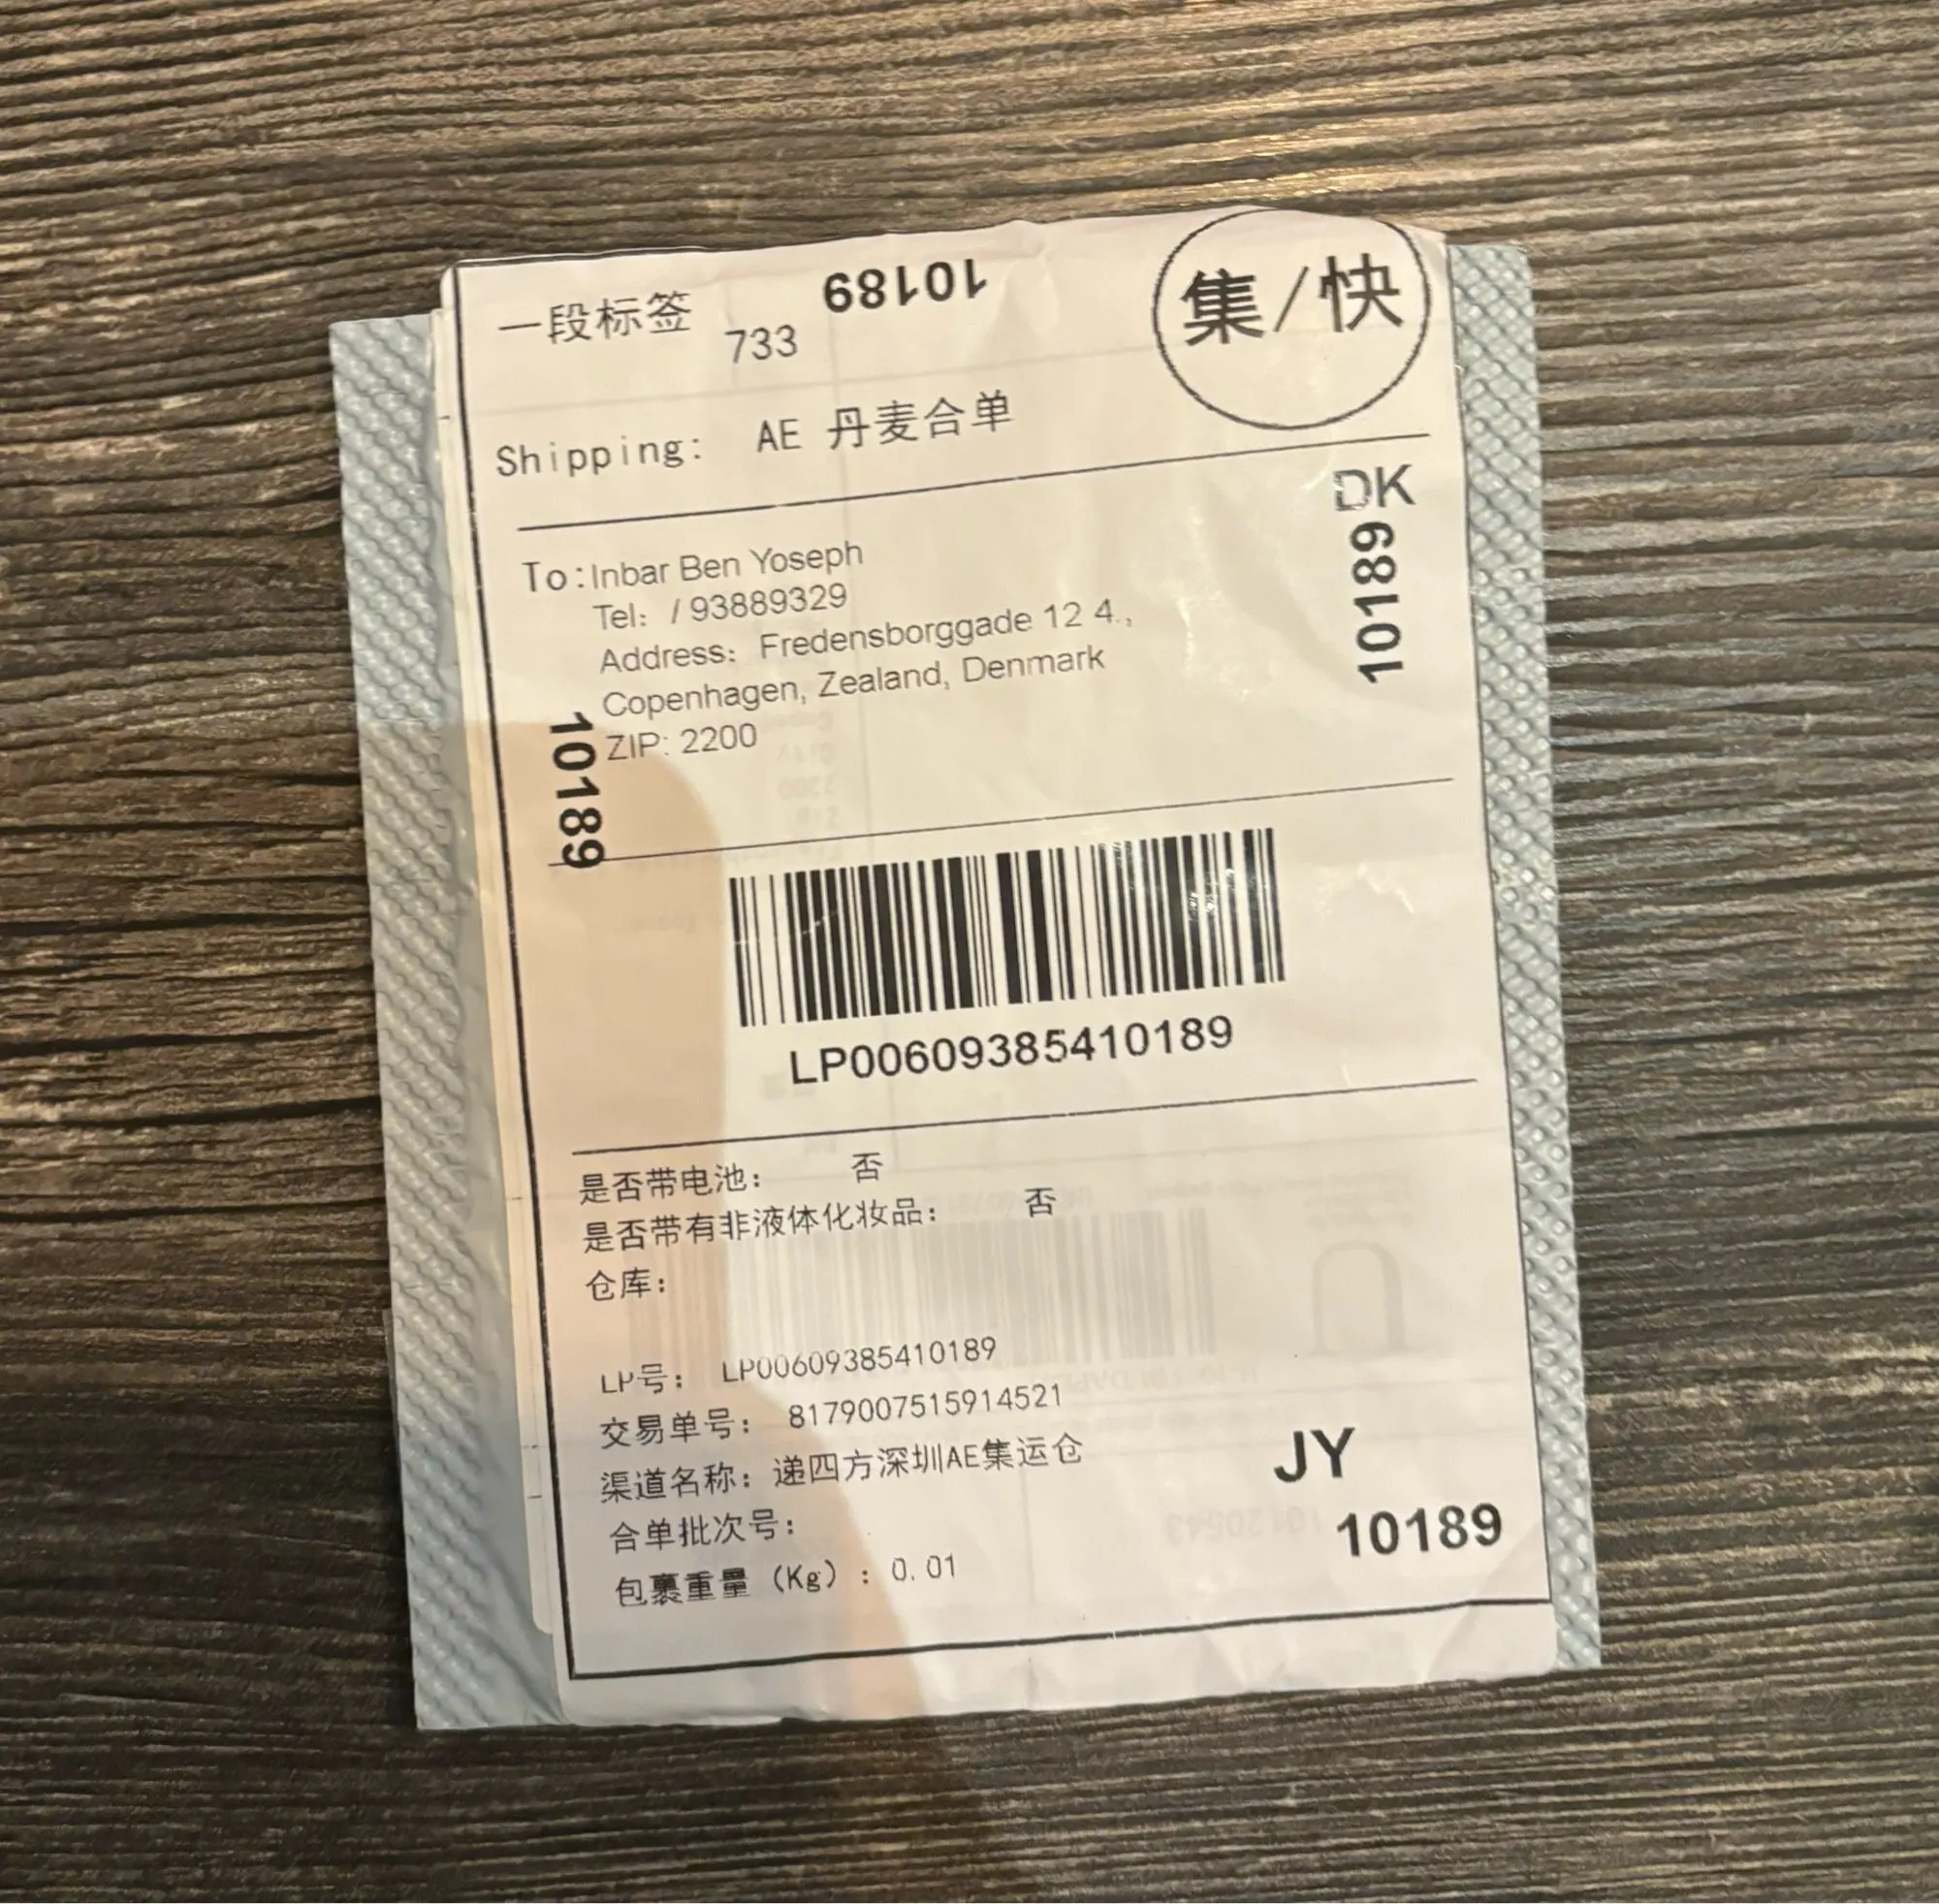 一段标签
733
10189
集/快
Shipping: AE 丹麦合单
DK
10189
To:Inbar Ben Yoseph
Tel: / 93889329
Address: Fredensborggade 12 4.,
Copenhagen, Zealand, Denmark
ZIP: 2200
10189
LP00609385410189
是否带电池: 否
是否带有非液体化妆品: 否
仓库:
LP号: LP00609385410189
交易单号: 8179007515914521
渠道名称: 递四方深圳AE集运仓
合单批次号:
包裹重量 (Kg) : 0.01
JY
10189